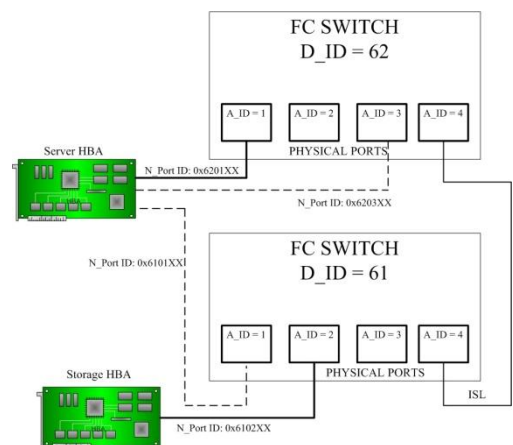 FC SWITCH
D_ID = 62
A_ID = 1
A_ID = 2
A_ID = 3
A_ID = 4
PHYSICAL PORTS
Server HBA
N_Port ID: 0x6201XX
N_Port ID: 0x6203XX
FC SWITCH
D_ID = 61
N_Port ID: 0x6101XX
A_ID = 1
A_ID = 2
A_ID = 3
A_ID = 4
PHYSICAL PORTS
Storage HBA
ISL
N_Port ID: 0x6102XX